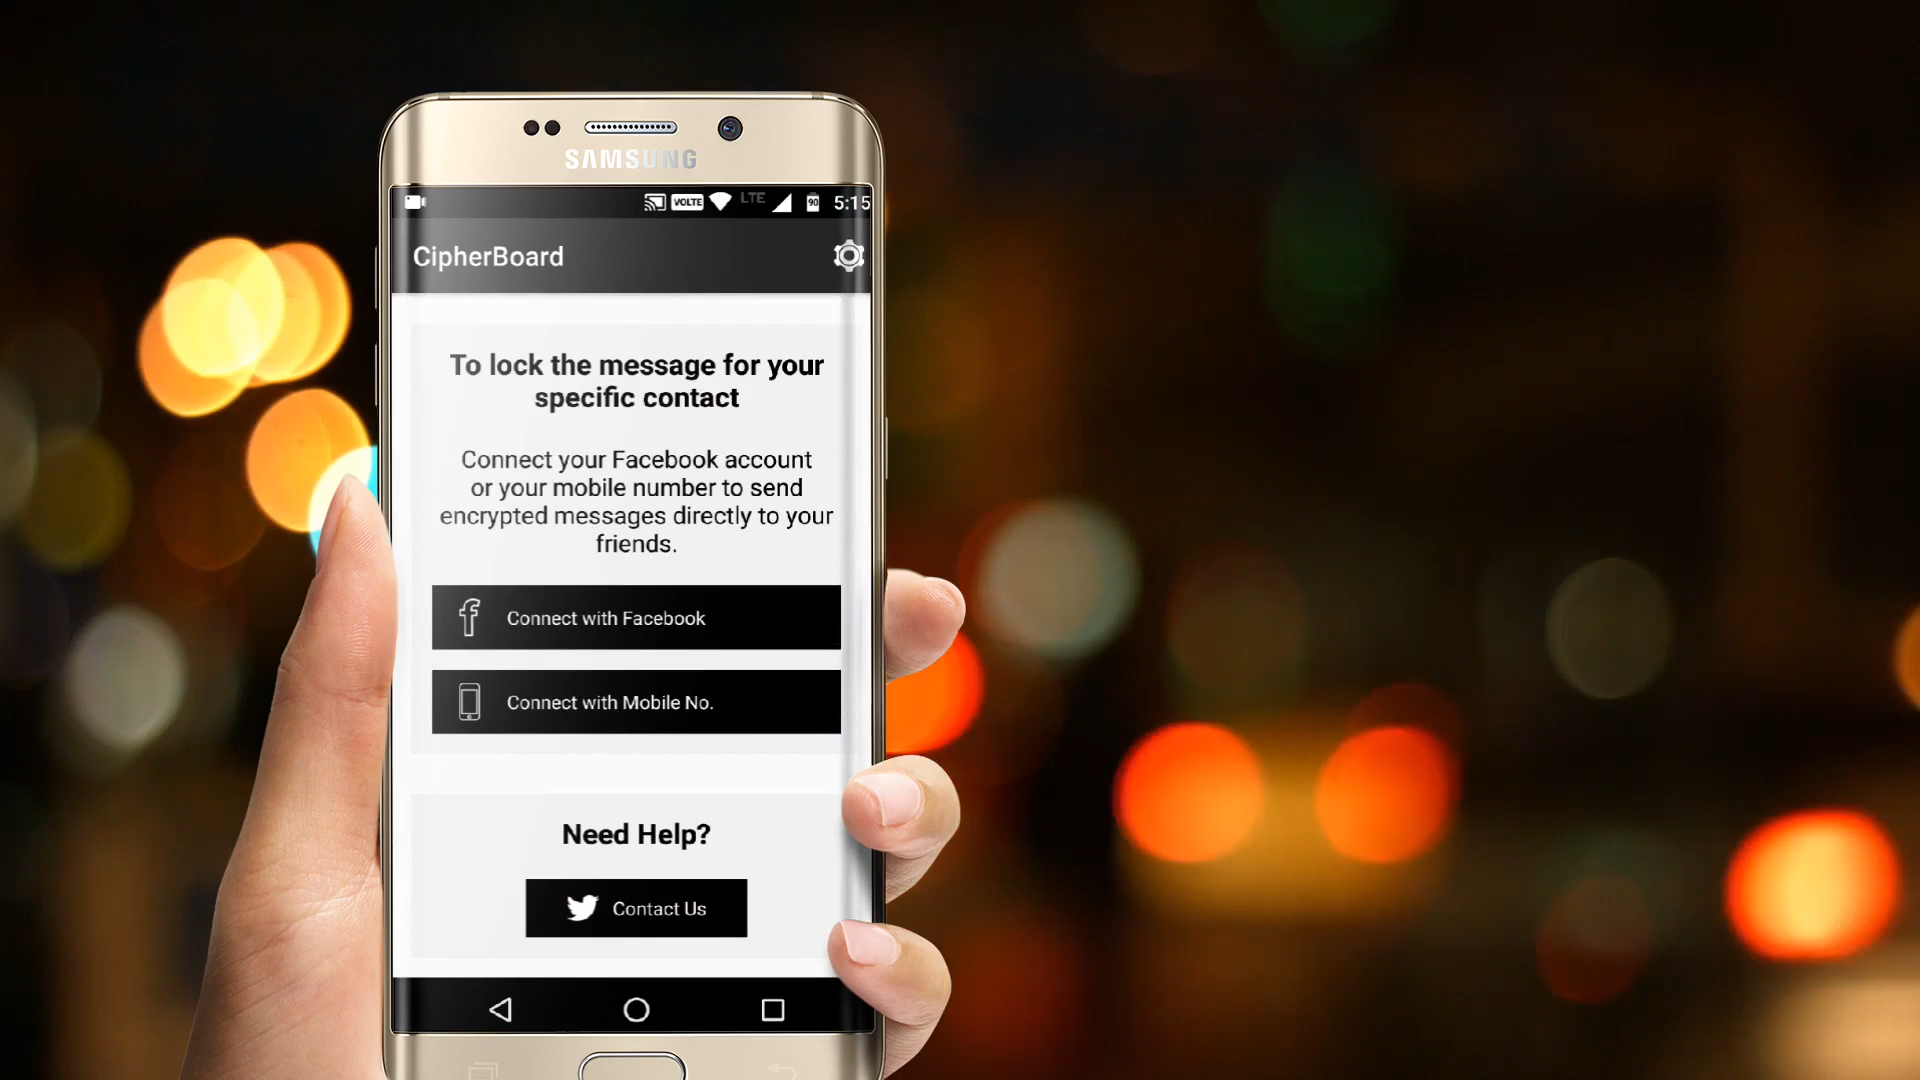 SAMSUNG
VOLTE LTE 90 5:15
CipherBoard
To lock the message for your
specific contact
Connect your Facebook account
or your mobile number to send
encrypted messages directly to your
friends.
f Connect with Facebook
Connect with Mobile No.
Need Help?
Contact Us